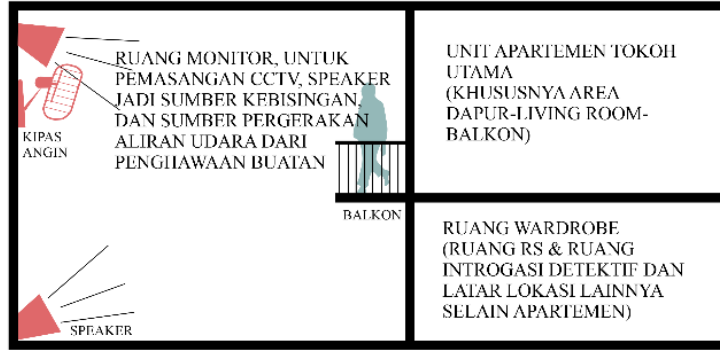 RUANG MONITOR, UNTUK
PEMASANGAN CCTV, SPEAKER
JADI SUMBER KEBISINGAN,
DAN SUMBER PERGERAKAN
ALIRAN UDARA DARI
PENGHAWAAN BUATAN
KIPAS
ANGIN
BALKON
SPEAKER
UNIT APARTEMEN TOKOH
UTAMA
(KHUSUSNYA AREA
DAPUR-LIVING ROOM-
BALKON)
RUANG WARDROBE
(RUANG RS & RUANG
INTROGASI DETEKTIF DAN
LATAR LOKASI LAINNYA
SELAIN APARTEMEN)